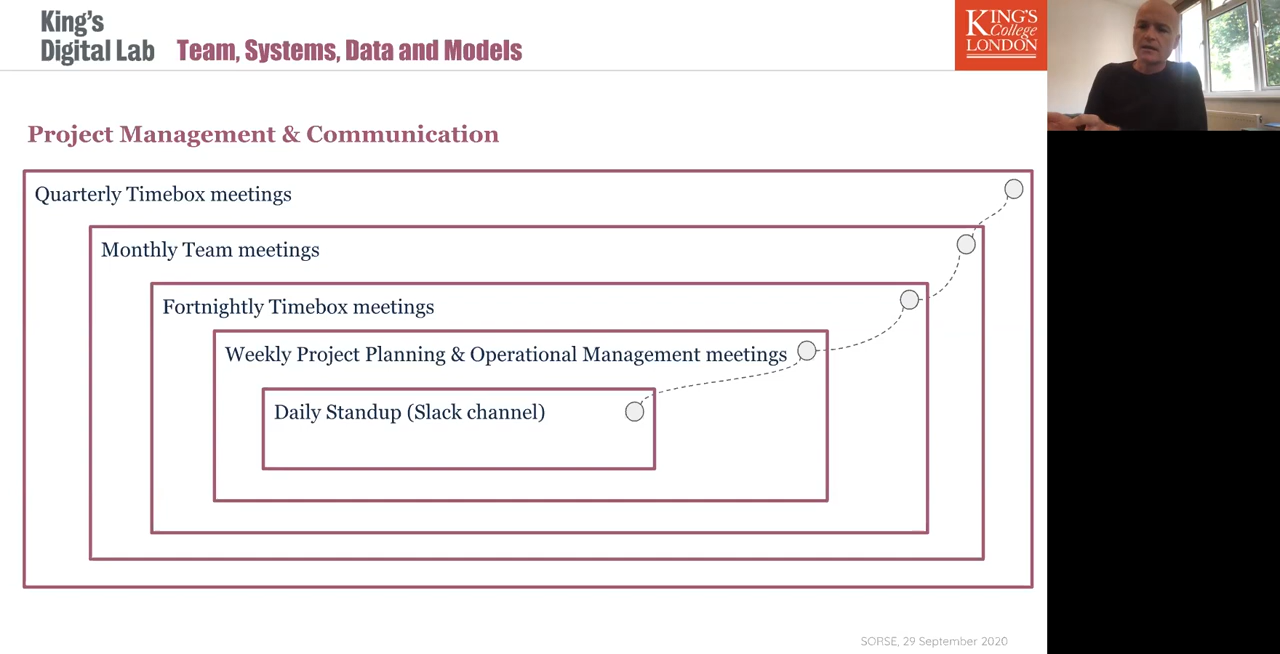 King's
Digital Lab
Team, Systems, Data and Models
KING'S
College
LONDON
Project Management & Communication
Quarterly Timebox meetings
Monthly Team meetings
Fortnightly Timebox meetings
Weekly Project Planning & Operational Management meetings
Daily Standup (Slack channel)
SORSE, 29 September 2020